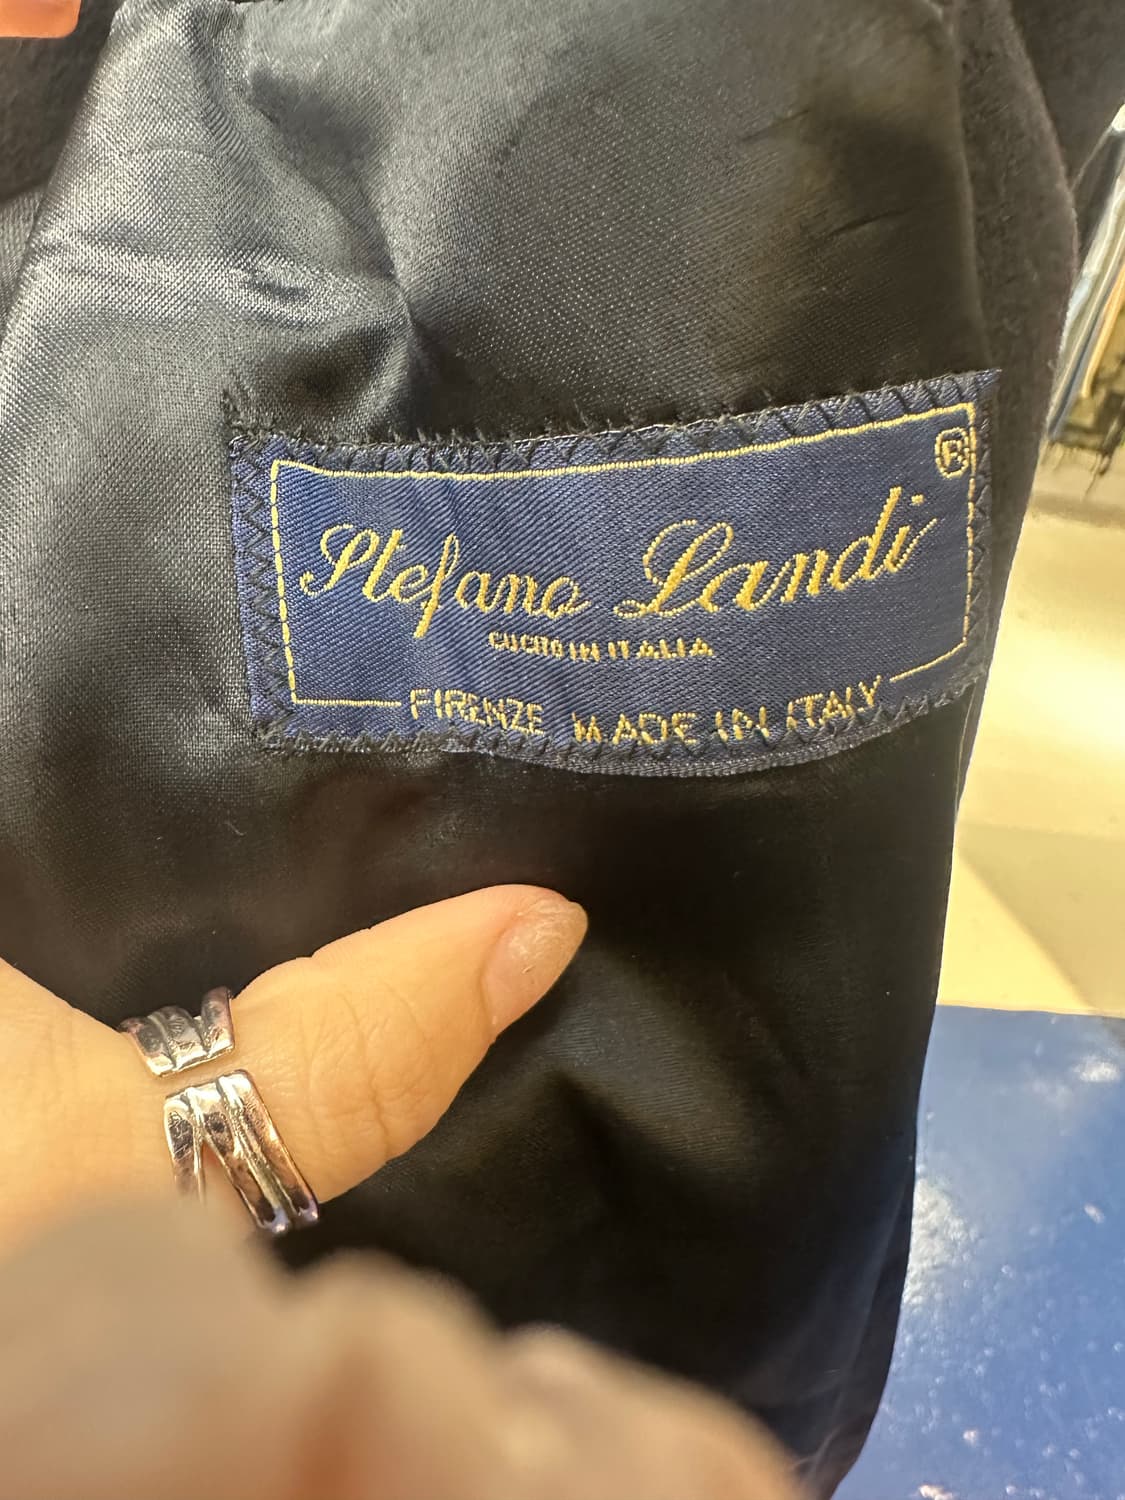 ®
Stefano Landi
CUCITO IN ITALIA
FIRENZE MADE IN ITALY